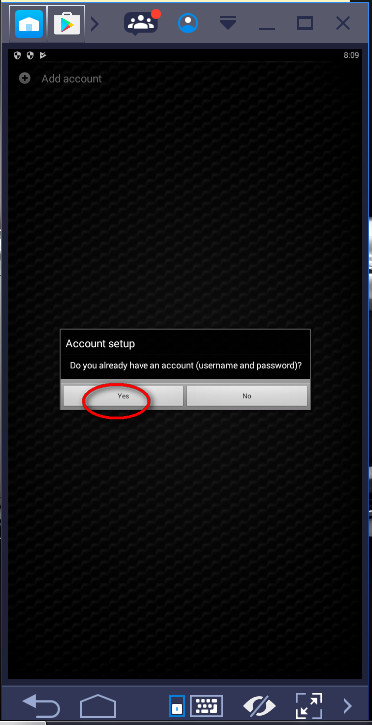 8:09
Add account
Account setup
Do you already have an account (username and password)?
Yes No